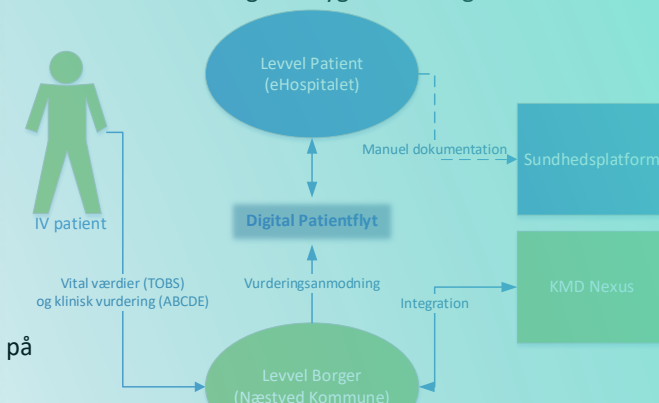 Levvel Patient
(eHospitalet)
Manuel dokumentation
Sundhedsplatform
IV patient
Digital Patientflyt
Vital værdier (TOBS)
og klinisk vurdering (ABCDE)
Vurderingsanmodning
KMD Nexus
Integration
på
Levvel Borger
(Næstved Kommune)